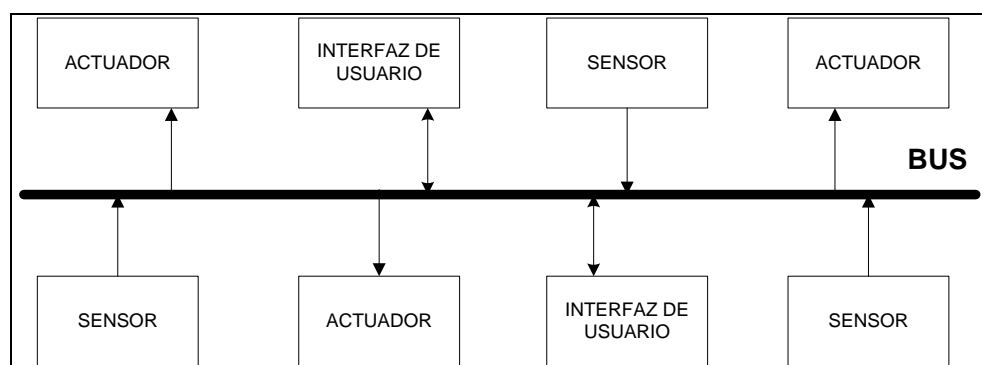 ACTUADOR
INTERFAZ DE
USUARIO
SENSOR
ACTUADOR
BUS
SENSOR
ACTUADOR
INTERFAZ DE
USUARIO
SENSOR